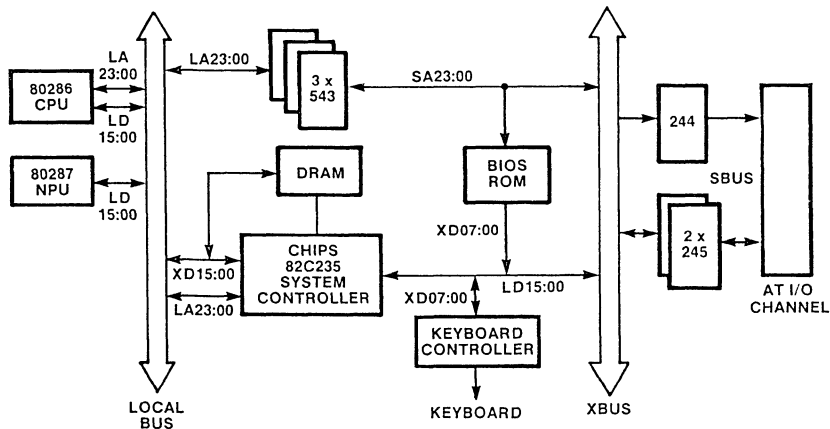 LA
23:00
80286
CPU
LD
15:00
80287
NPU
LD
15:00
LA23:00
3 x
543
SA23:00
DRAM
BIOS
ROM
XD07:00
244
SBUS
2 x
245
AT I/O
CHANNEL
XD15:00
LA23:00
CHIPS
82C235
SYSTEM
CONTROLLER
XD07:00
LD15:00
KEYBOARD
CONTROLLER
KEYBOARD
LOCAL
BUS
XBUS